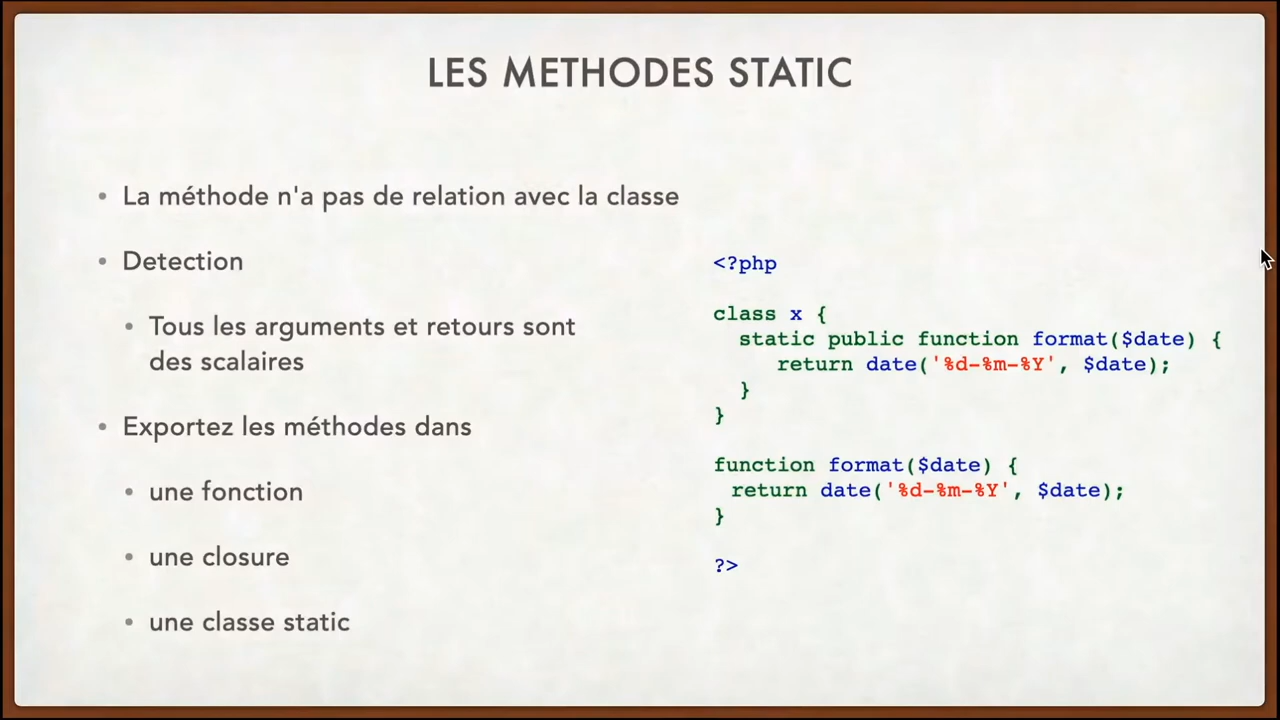 LES METHODES STATIC
La méthode n'a pas de relation avec la classe
Detection
Tous les arguments et retours sont
des scalaires
Exportez les méthodes dans
une fonction
une closure
une classe static
<?php
class x {
static public function format($date) {
return date('%d-%m-%Y', $date);
}
}
function format($date) {
return date('%d-%m-%Y', $date);
}
?>